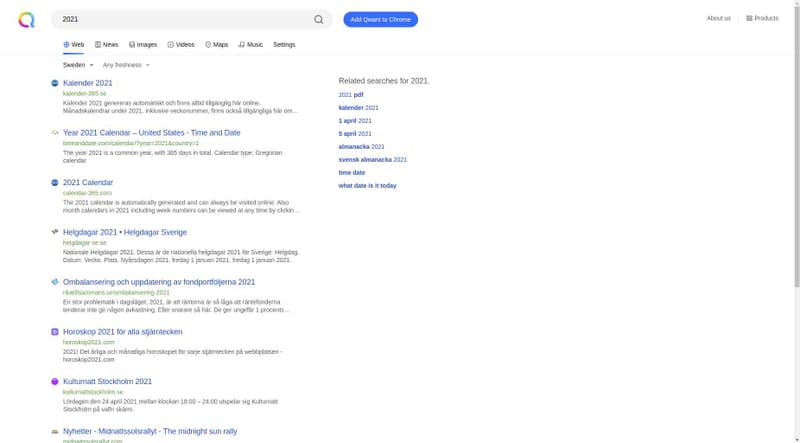 2021
Add Qwant to Chrome
About us
Products
Web
News
Images
Videos
Maps
Music
Settings
Sweden
Any freshness
Kalender 2021
kalender-365.se
Kalender 2021 genereras automatiskt och finns alltid tillgänglig här online.
Månadskalendrar under 2021, inklusive veckonummer, finns också tillgängliga här om...
Year 2021 Calendar – United States - Time and Date
timeanddate.com/calendar/?year=2021&country=1
The year 2021 is a common year, with 365 days in total. Calendar type: Gregorian
calendar
2021 Calendar
calendar-365.com
The 2021 calendar is automatically generated and can always be visited online. Also
month calendars in 2021 including week numbers can be viewed at any time by clickin...
Helgdagar 2021 • Helgdagar Sverige
helgdagar-se.se
Nationale Helgdagar 2021. Dessa är de nationella helgdagar 2021 för Sverige: Helgdag.
Datum. Vecko. Plats. Nyårsdagen 2021. fredag 1 januari 2021. fredag 1 januari 2021.
Ombalansering och uppdatering av fondportföljerna 2021
rikatillsammans.se/ombalansering-2021
En stor problematik i dagsläget, 2021, är att räntorna är så låga att räntefonderna
tenderar inte ge någon avkastning. Eller snarare så här. De ger ungefär 1 procents...
Horoskop 2021 för alla stjärntecken
horoskop2021.com
2021! Det årliga och månatliga horoskopet för varje stjärntecken på webbplatsen -
horoskop2021.com
Kulturnatt Stockholm 2021
kulturnattstockholm.se
Lördagen den 24 april 2021 mellan klockan 18:00 – 24:00 utspelar sig Kulturnatt
Stockholm på valfri skärm.
Nyheter - Midnattssolsrallyt - The midnight sun rally
midnattssolsrallyt.com
Related searches for 2021.
2021 pdf
kalender 2021
1 april 2021
5 april 2021
almanacka 2021
svensk almanacka 2021
time date
what date is it today